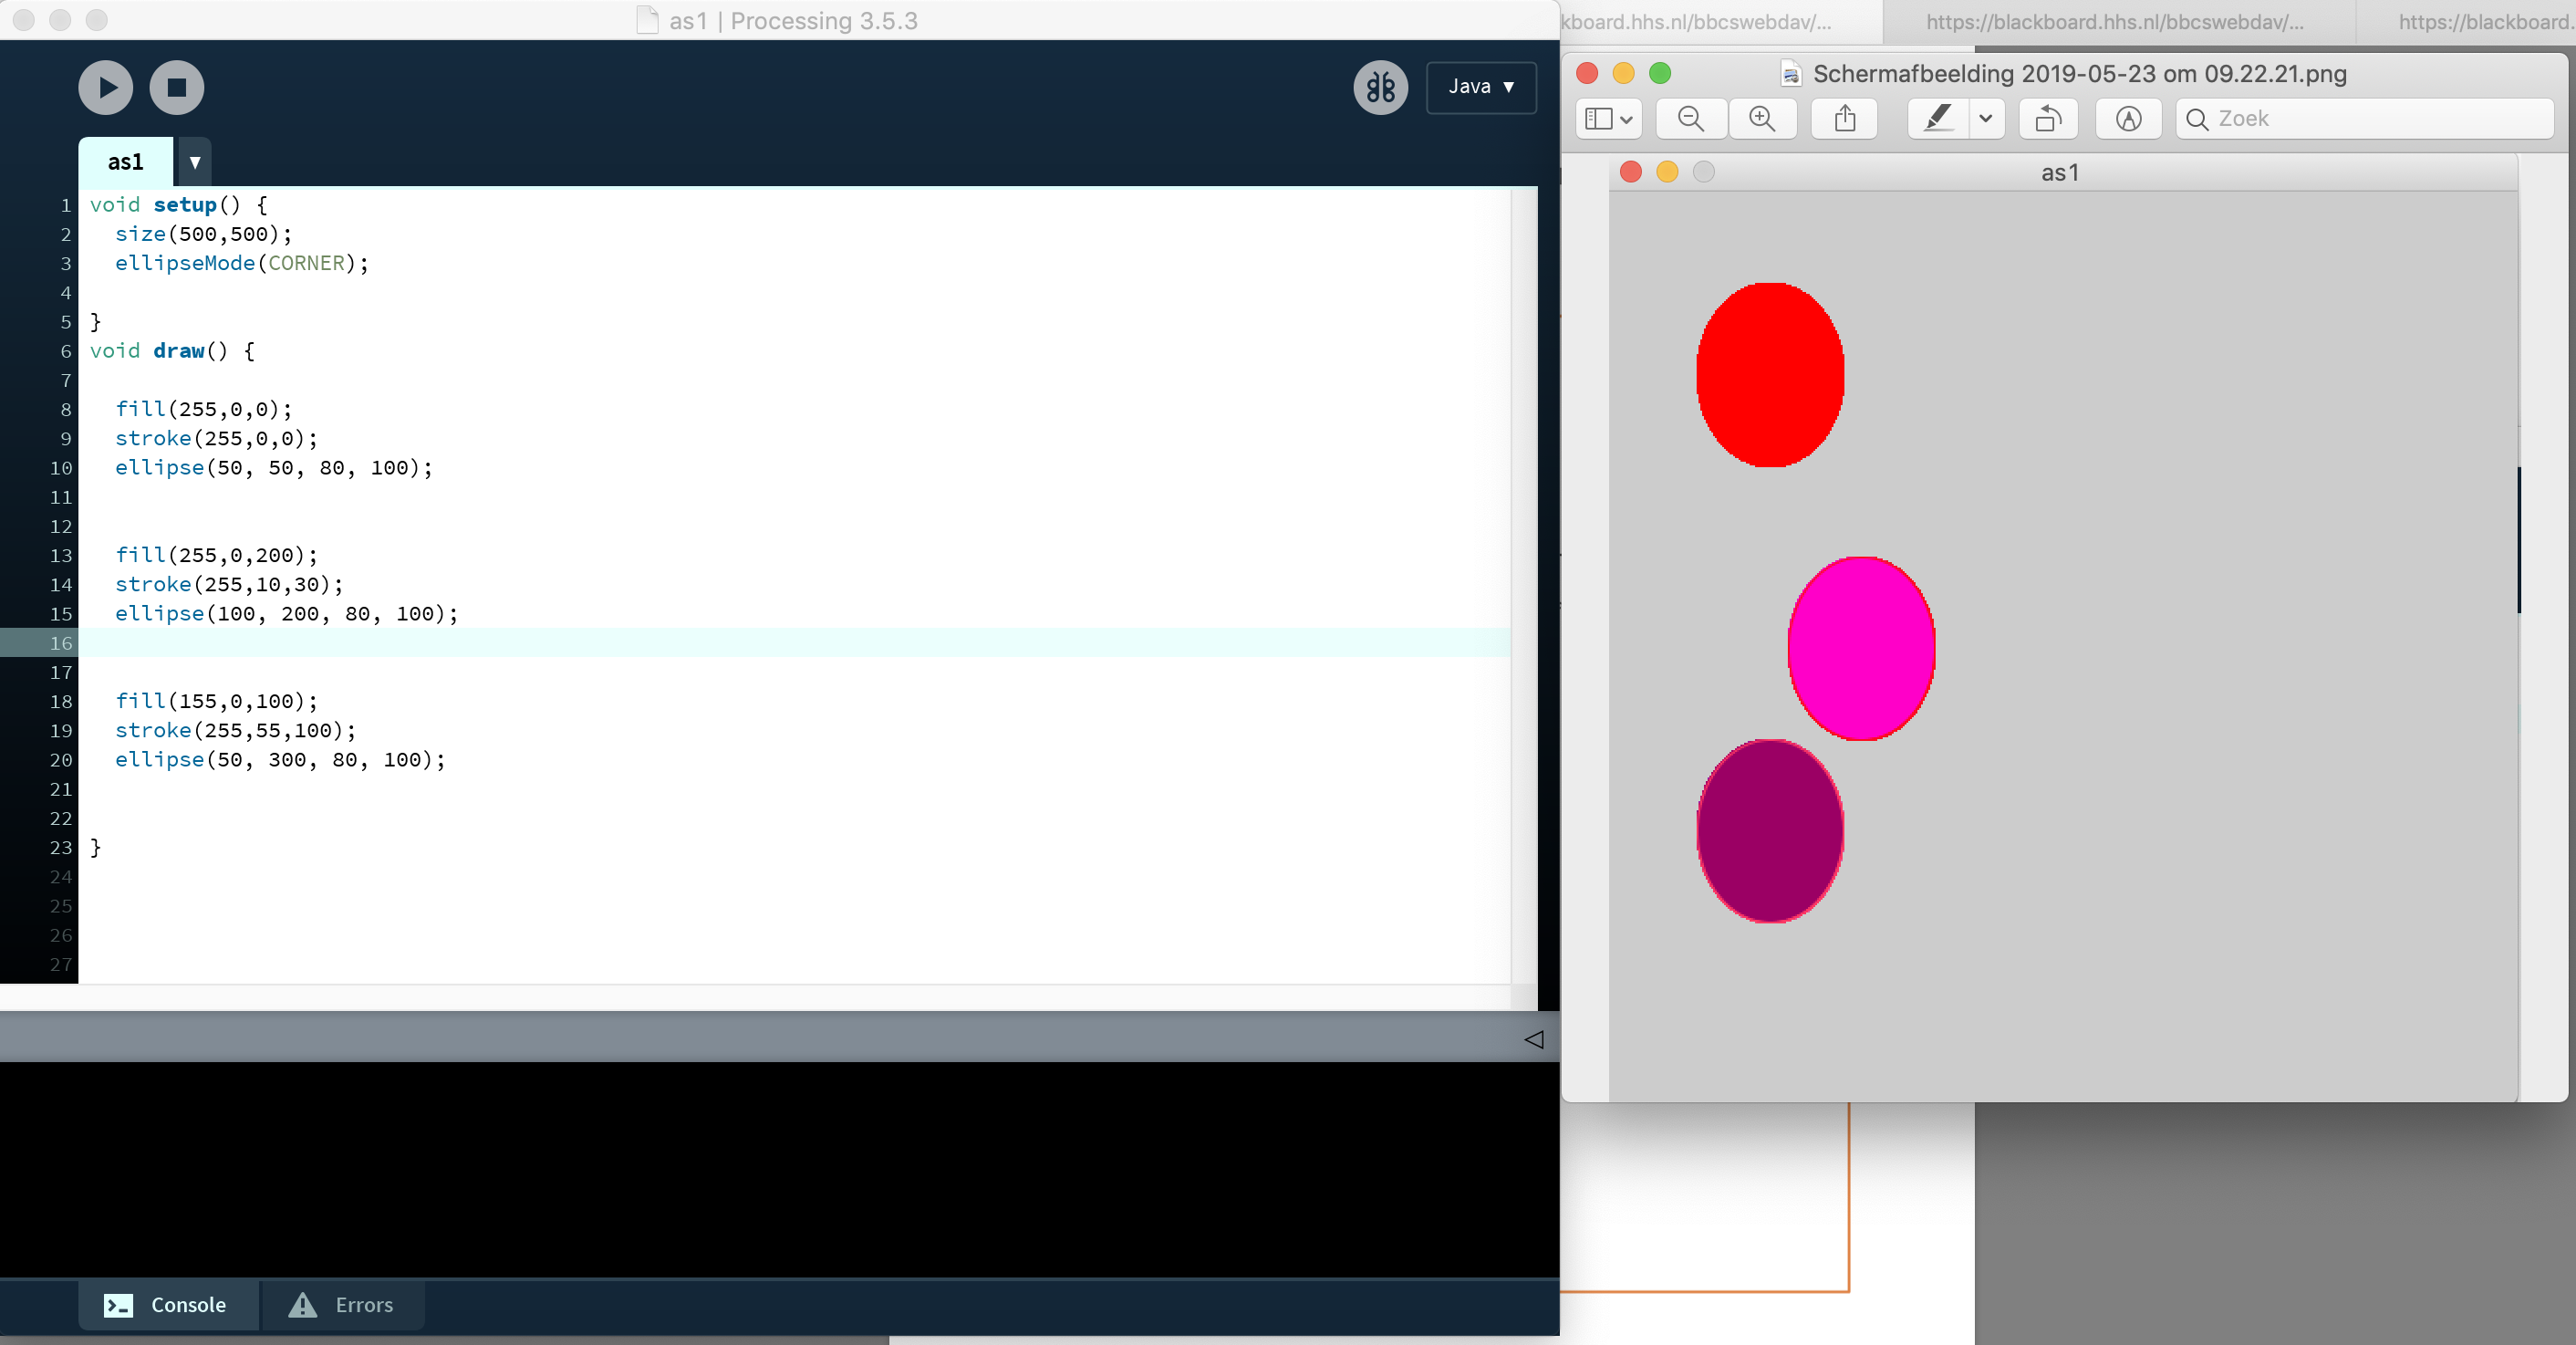 as1 | Processing 3.5.3
Java ▼
as1 ▼
1 void setup() {
2 size(500,500);
3 ellipseMode(CORNER);
4
5 }
6 void draw() {
7
8 fill(255,0,0);
9 stroke(255,0,0);
10 ellipse(50, 50, 80, 100);
11
12
13 fill(255,0,200);
14 stroke(255,10,30);
15 ellipse(100, 200, 80, 100);
16
17
18 fill(155,0,100);
19 stroke(255,55,100);
20 ellipse(50, 300, 80, 100);
21
22
23 }
24
25
26
27
Console
Errors
kboard.hhs.nl/bbcswebdav/...
https://blackboard.hhs.nl/bbcswebdav/...
https://blackboard.
Schermafbeelding 2019-05-23 om 09.22.21.png
Zoek
as1